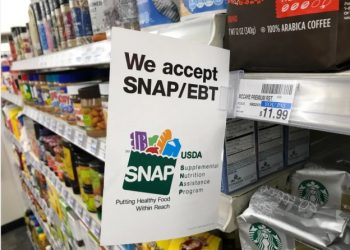 We accept
SNAP/EBT
SNAP
USDA
Supplemental
Nutrition
Assistance
Program
Putting Healthy Food
Within Reach
100% ARABICA COFFEE
$11.99